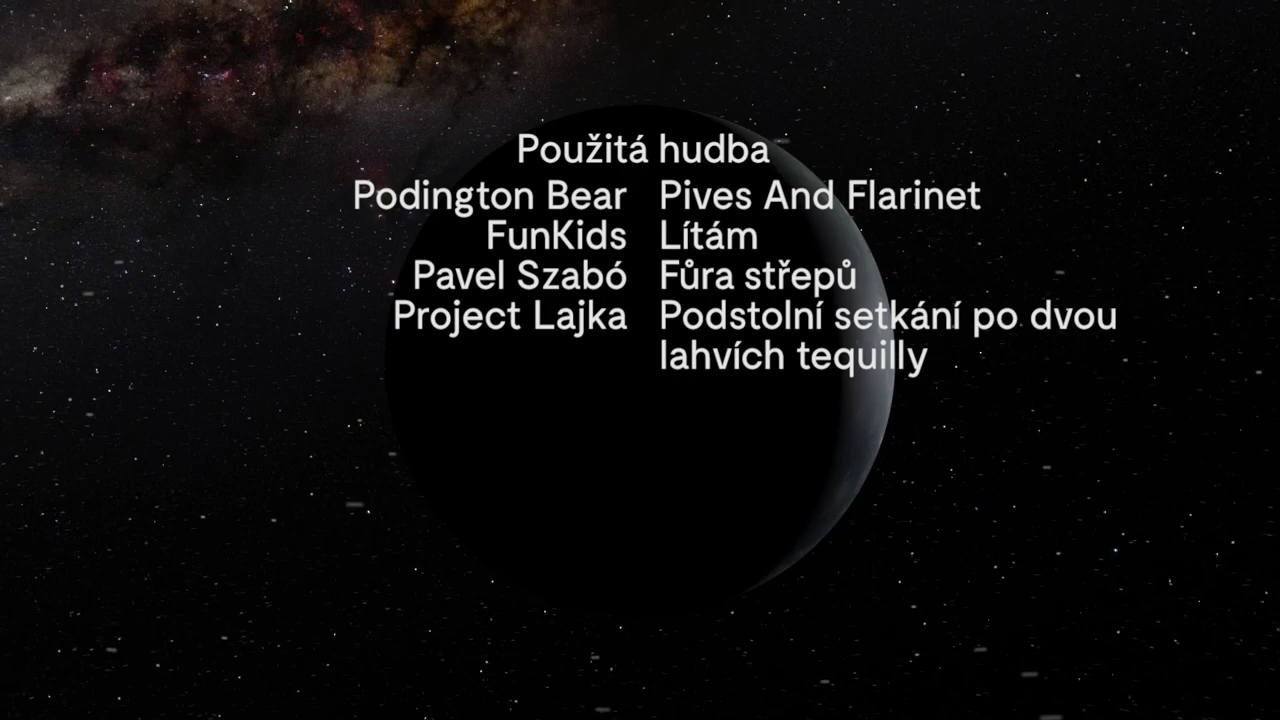 Použitá hudba
Podington Bear Pives And Flarinet
FunKids Lítám
Pavel Szabó Fůra střepů
Project Lajka Podstolní setkání po dvou
lahvích tequilly